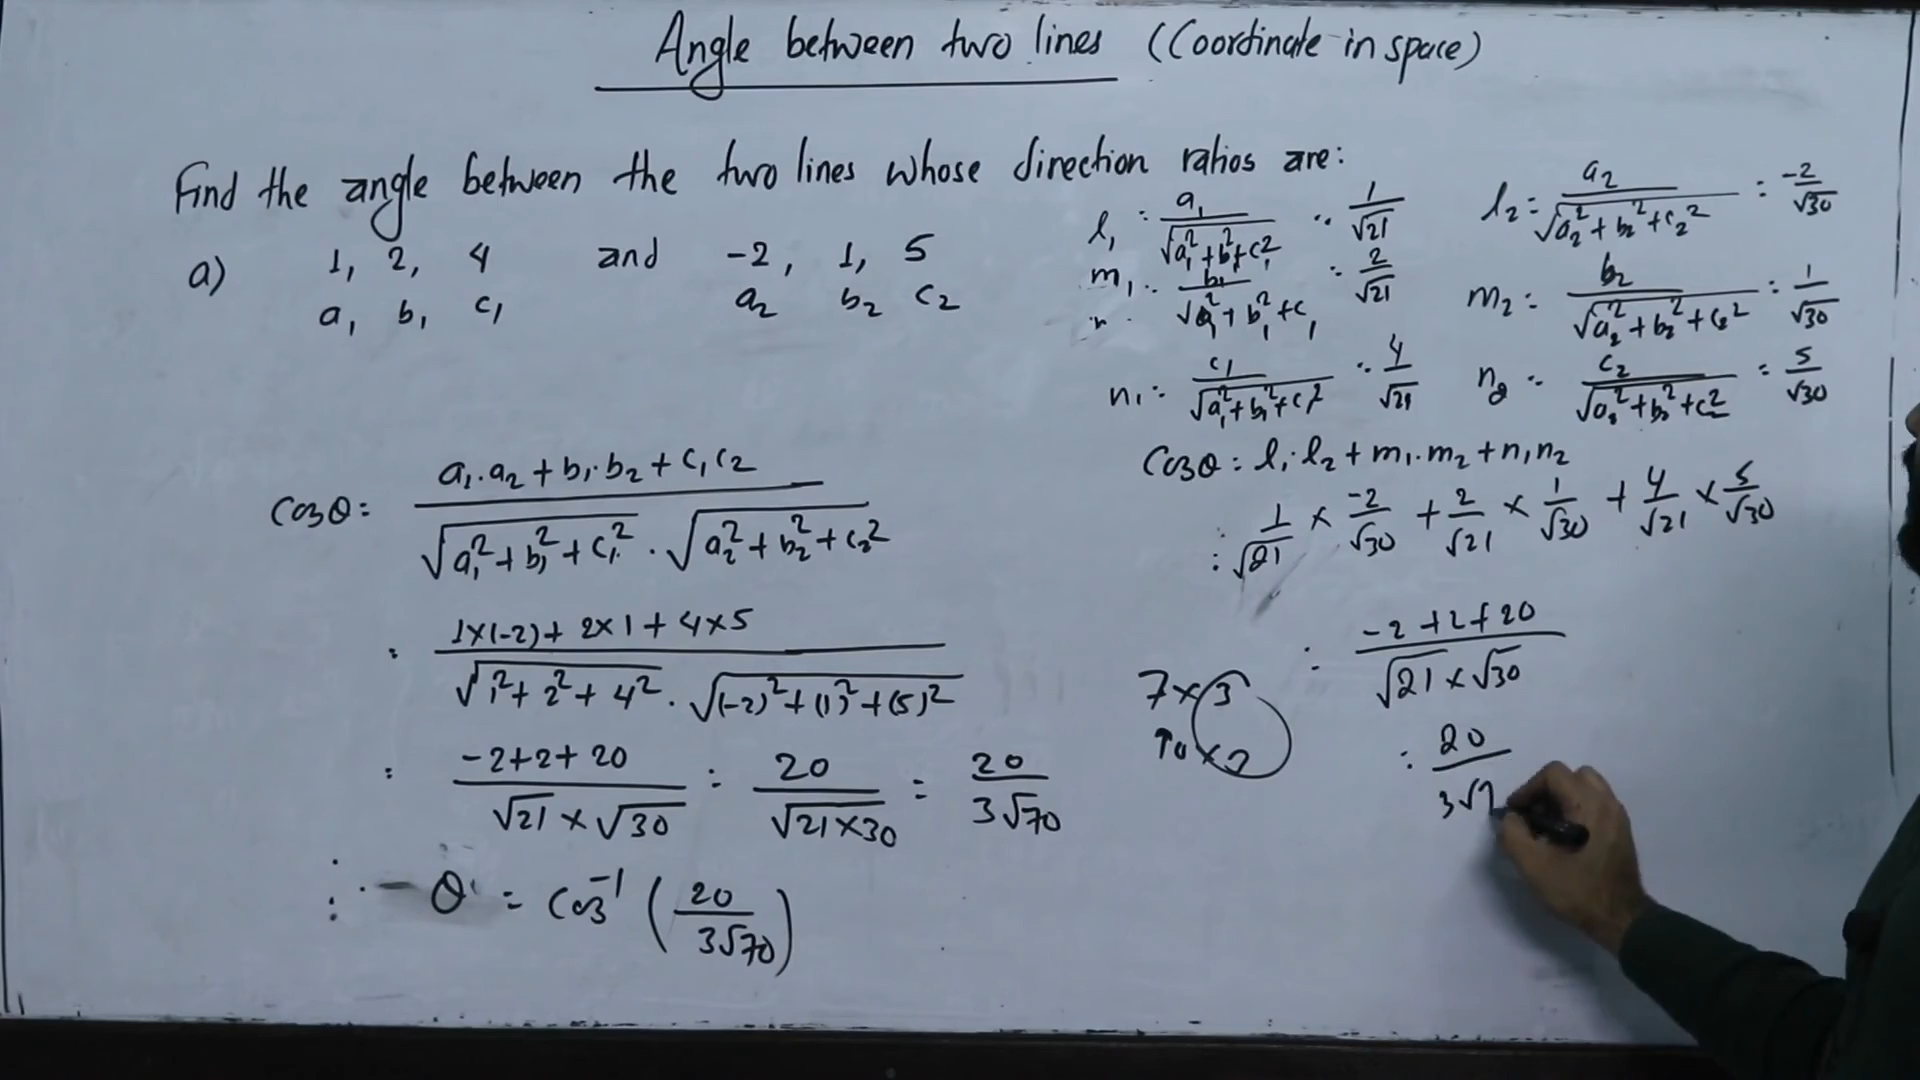 Angle between two lines (Coordinate in space)
Find the angle between the two lines whose direction ratios are:
a) 1, 2, 4 and -2, 1, 5
a₁ b₁ c₁ a₂ b₂ c₂
Cosθ = a₁.a₂ + b₁.b₂ + c₁c₂ / √a₁²+b₁²+c₁² . √a₂²+b₂²+c₂²
= 1×(-2) + 2×1 + 4×5 / √1²+2²+4² . √(-2)²+(1)²+(5)²
= -2+2+20 / √21 × √30 = 20 / √21×30 = 20 / 3√70
∴ θ = Cos⁻¹ (20 / 3√70)
l₁ = a₁ / √a₁²+b₁²+c₁² = 1/√21
m₁ = b₁ / √a₁²+b₁²+c₁ = 2/√21
n₁ = c₁ / √a₁²+b₁²+c₁² = 4/√21
l₂ = a₂ / √a₂²+b₂²+c₂² = -2/√30
m₂ = b₂ / √a₂²+b₂²+c₂² = 1/√30
n₂ = c₂ / √a₂²+b₂²+c₂² = 5/√30
Cosθ = l₁.l₂ + m₁.m₂ + n₁n₂
= 1/√21 × -2/√30 + 2/√21 × 1/√30 + 4/√21 × 5/√30
= -2+2+20 / √21 × √30
7×3
10×3
= 20 / 3√7